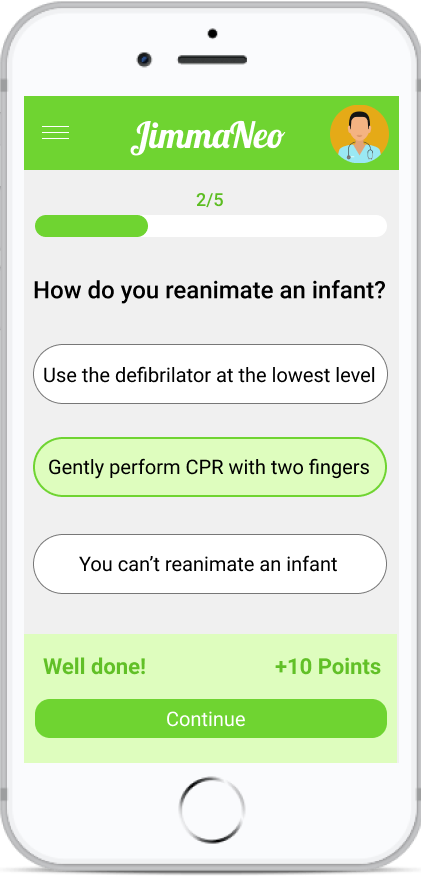 JimmaNeo
2/5
How do you reanimate an infant?
Use the defibrilator at the lowest level
Gently perform CPR with two fingers
You can't reanimate an infant
Well done! +10 Points
Continue